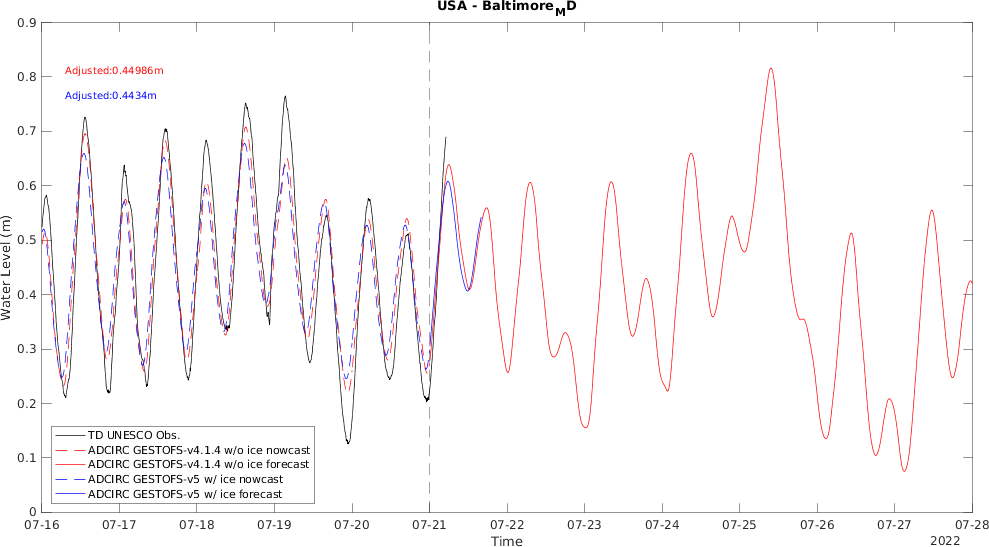 USA - Baltimore_MD
0.9
0.8
0.7
0.6
0.5
0.4
0.3
0.2
0.1
0
Water Level (m)
Adjusted:0.44986m
Adjusted:0.4434m
TD UNESCO Obs.
ADCIRC GESTOFS-v4.1.4 w/o ice nowcast
ADCIRC GESTOFS-v4.1.4 w/o ice forecast
ADCIRC GESTOFS-v5 w/ ice nowcast
ADCIRC GESTOFS-v5 w/ ice forecast
07-16 07-17 07-18 07-19 07-20 07-21 07-22 07-23 07-24 07-25 07-26 07-27 07-28
Time
2022